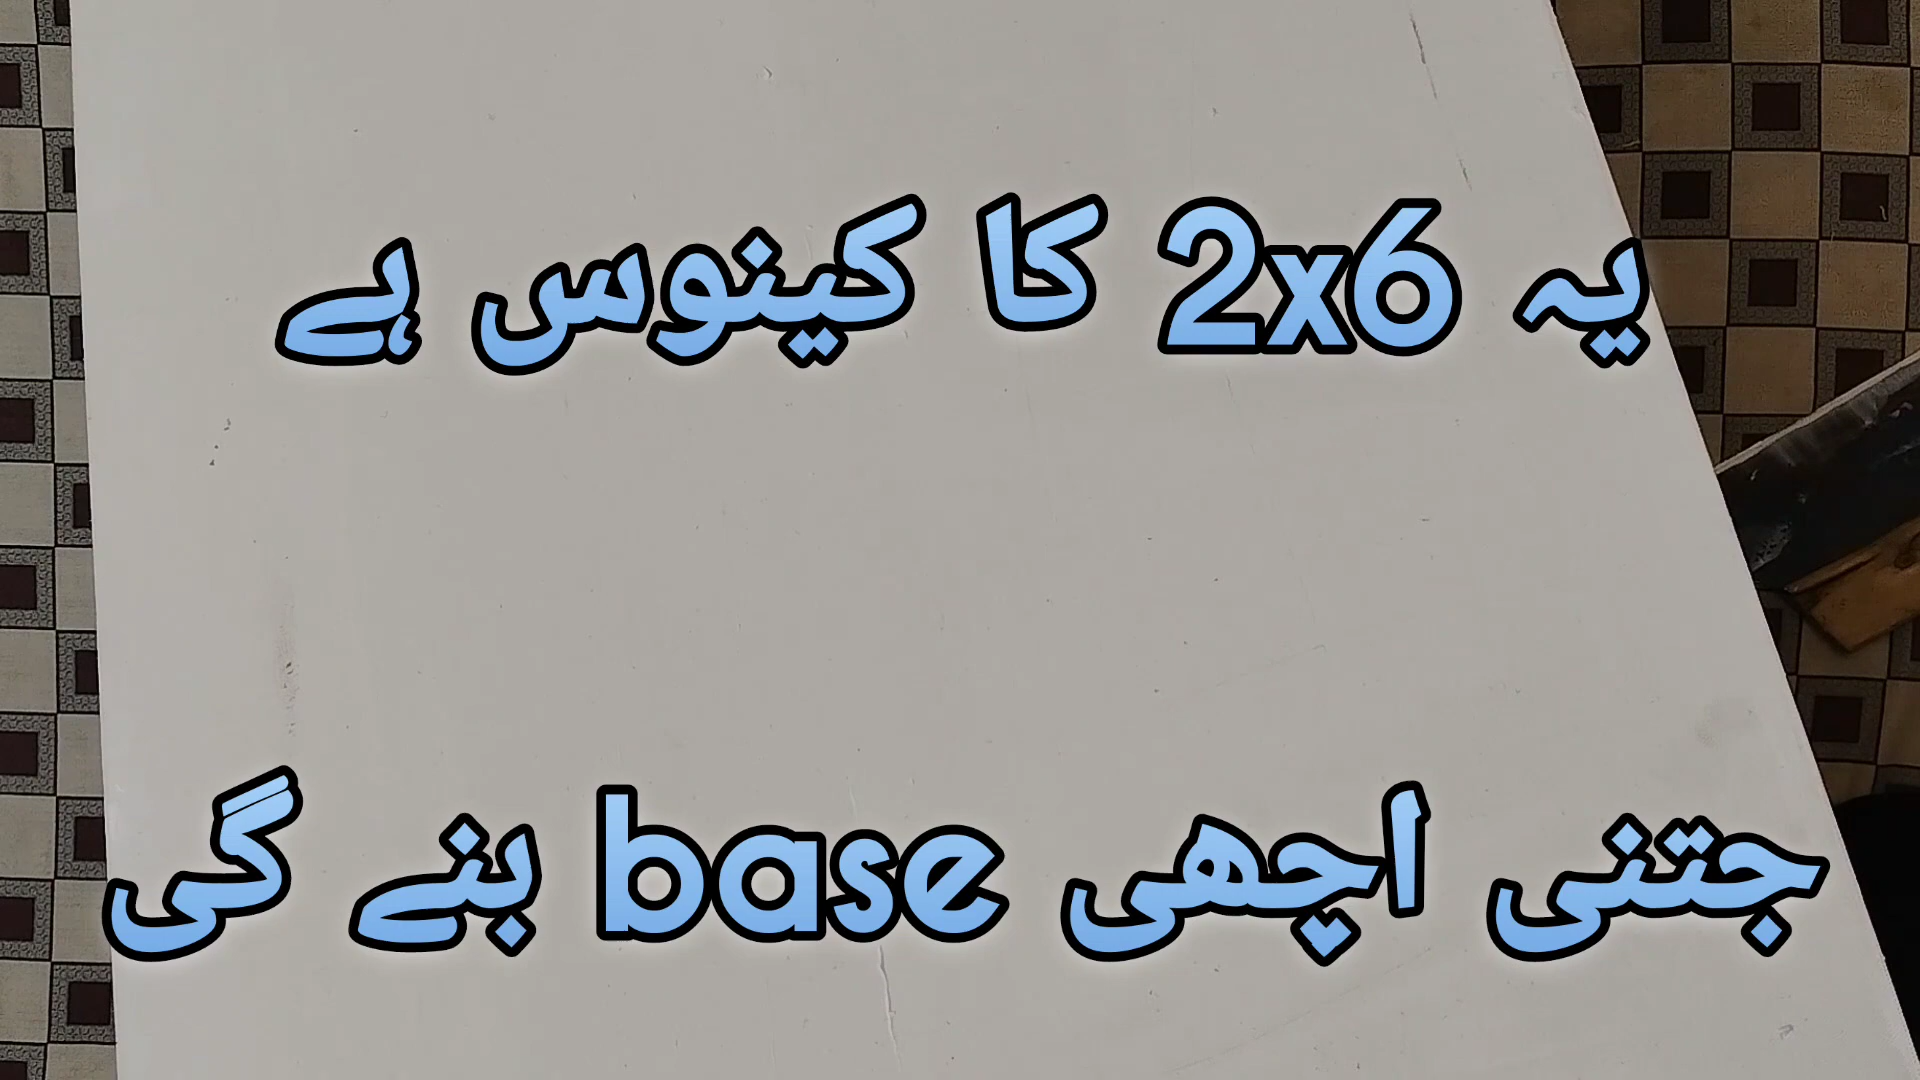 یہ 2x6 کا کینوس ہے
جتنی اچھی base بنے گی